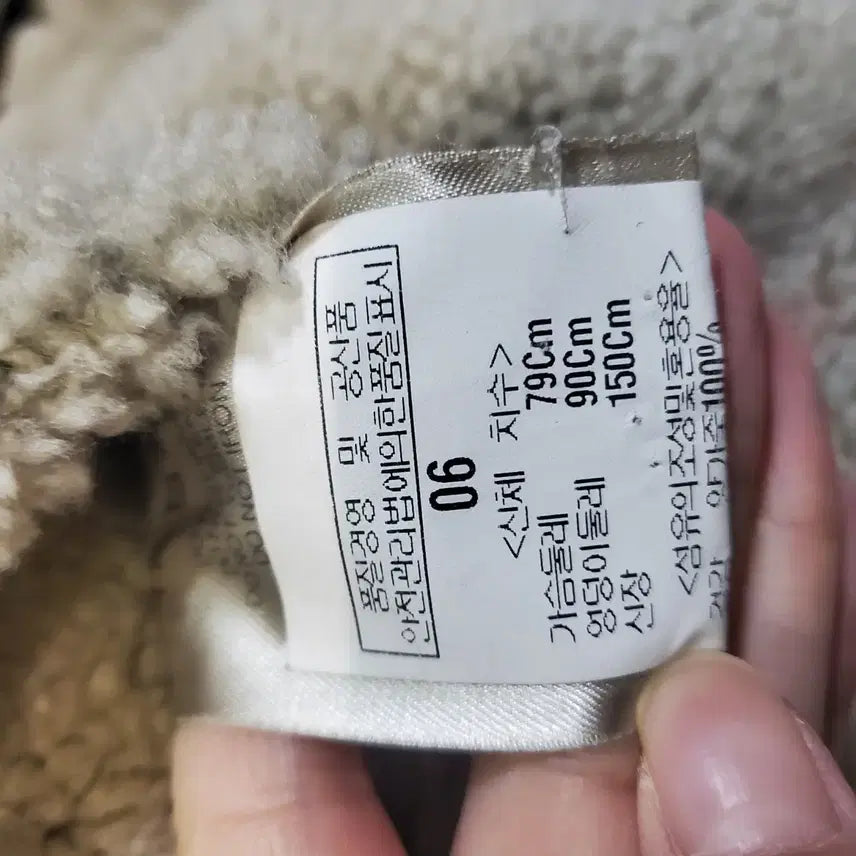 품질경영 및 공산품
안전관리법에의한품질표시
06
<신체 치수>
가슴둘레 79Cm
엉덩이둘레 90Cm
신장 150Cm
<섬유의조성및혼용율>
겉감 양가죽100%
DO NOT
IRON